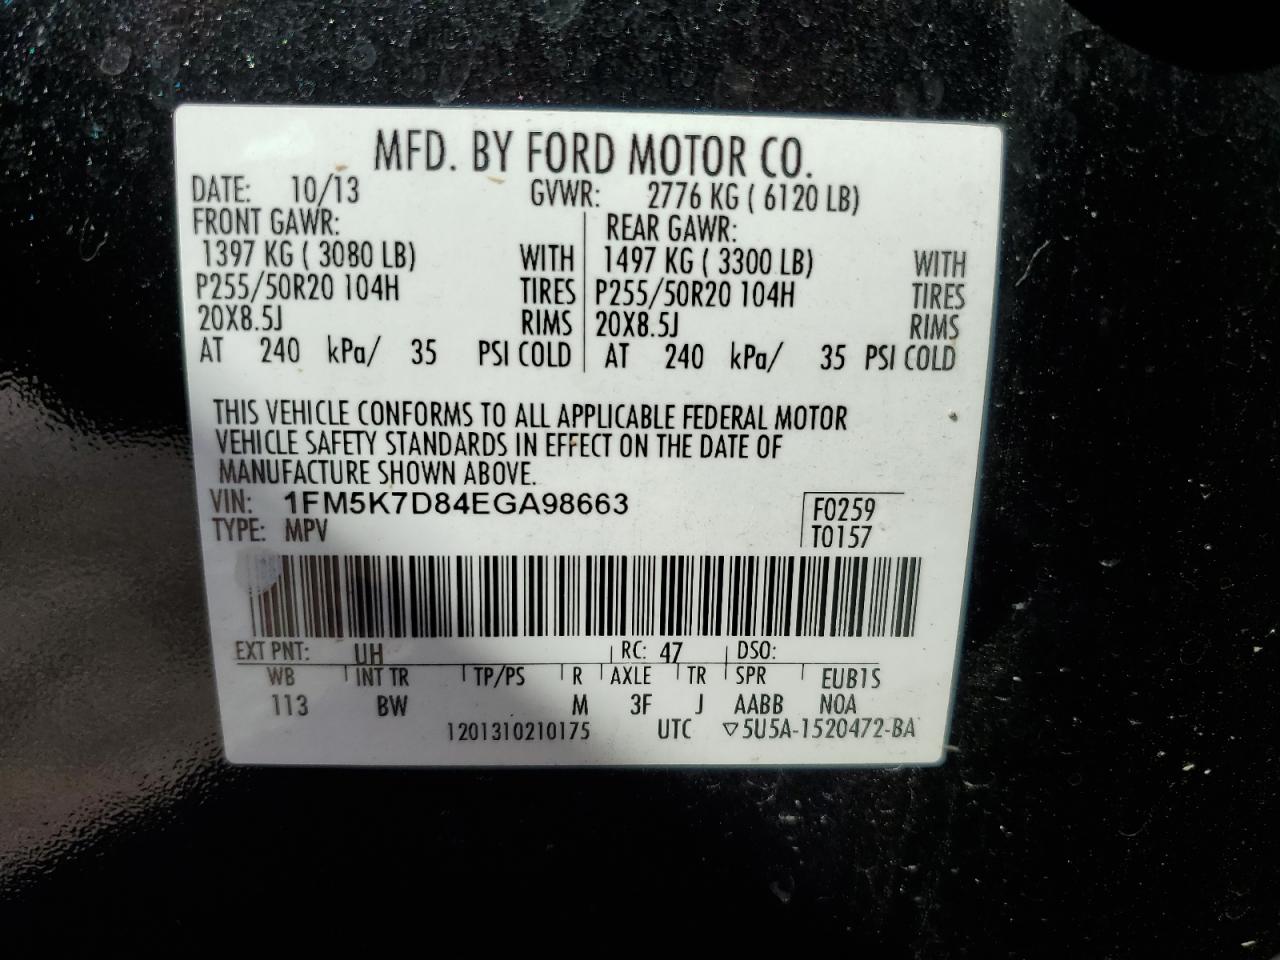 MFD. BY FORD MOTOR CO.
DATE: 10/13 GVWR: 2776 KG ( 6120 LB)
FRONT GAWR: REAR GAWR:
1397 KG ( 3080 LB) WITH 1497 KG ( 3300 LB) WITH
P255/50R20 104H TIRES P255/50R20 104H TIRES
20X8.5J RIMS 20X8.5J RIMS
AT 240 kPa/ 35 PSI COLD AT 240 kPa/ 35 PSI COLD
THIS VEHICLE CONFORMS TO ALL APPLICABLE FEDERAL MOTOR
VEHICLE SAFETY STANDARDS IN EFFECT ON THE DATE OF
MANUFACTURE SHOWN ABOVE.
VIN: 1FM5K7D84EGA98663 F0259
TYPE: MPV T0157
EXT PNT: UH RC: 47 DSO:
WB INT TR TP/PS R AXLE TR SPR EUB1S
113 BW M 3F J AABB NOA
1201310210175 UTC ▽5U5A-1520472-BA